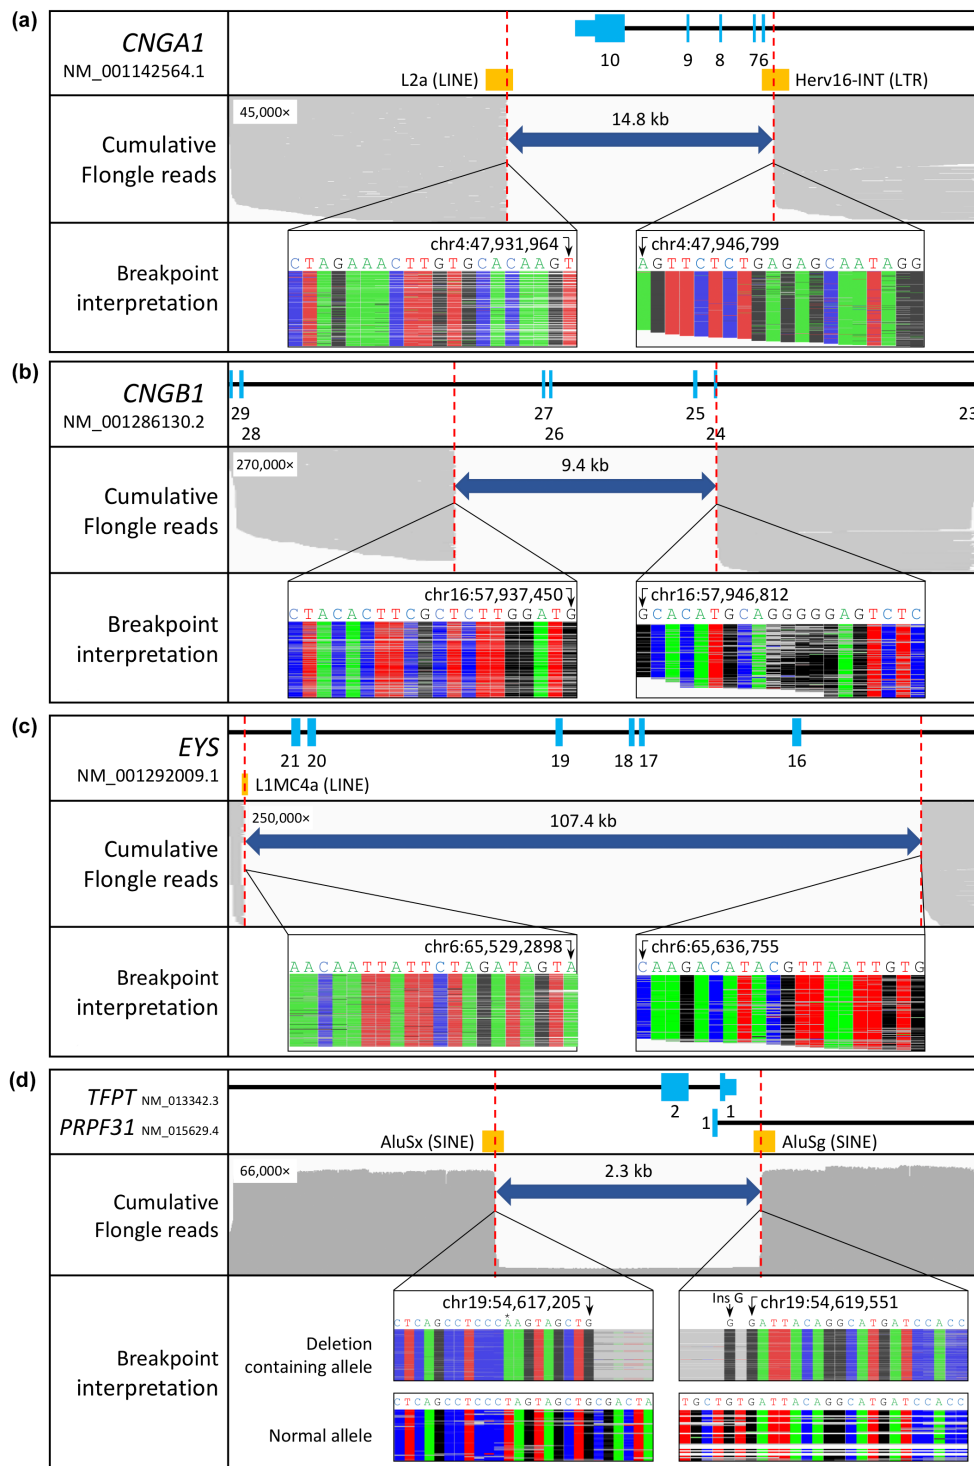 (a)
CNGA1
NM_001142564.1
10 9 8 76
L2a (LINE)
Herv16-INT (LTR)
45,000×
Cumulative
Flongle reads
14.8 kb
Breakpoint
interpretation
chr4:47,931,964
CTAGAAACTTGTGCACAAGT
chr4:47,946,799
AGTTCTCTGAGAGCAATAGG
(b)
CNGB1
NM_001286130.2
29 27 25 23
28 26 24
270,000×
Cumulative
Flongle reads
9.4 kb
Breakpoint
interpretation
chr16:57,937,450
CTACACTTCGCTCTTGGATG
chr16:57,946,812
GCACATGCAGGGGGAGTCTC
(c)
EYS
NM_001292009.1
21 20 19 18 17 16
L1MC4a (LINE)
250,000×
Cumulative
Flongle reads
107.4 kb
Breakpoint
interpretation
chr6:65,529,2898
AACAATTATTCTAGATAGTA
chr6:65,636,755
CAAGACATACGTTAATTGTG
(d)
TFPT NM_013342.3
PRPF31 NM_015629.4
2 1
1
AluSx (SINE)
AluSg (SINE)
66,000×
Cumulative
Flongle reads
2.3 kb
Breakpoint
interpretation
Deletion
containing allele
chr19:54,617,205
*
CTCAGCCTCCCAAGTAGCTG
Ins G
chr19:54,619,551
G GATTACAGGCATGATCCACC
Normal allele
CTCAGCCTCCCTAGTAGCTGCGACTA
TGCTGTGATTACAGGCATGATCCACC